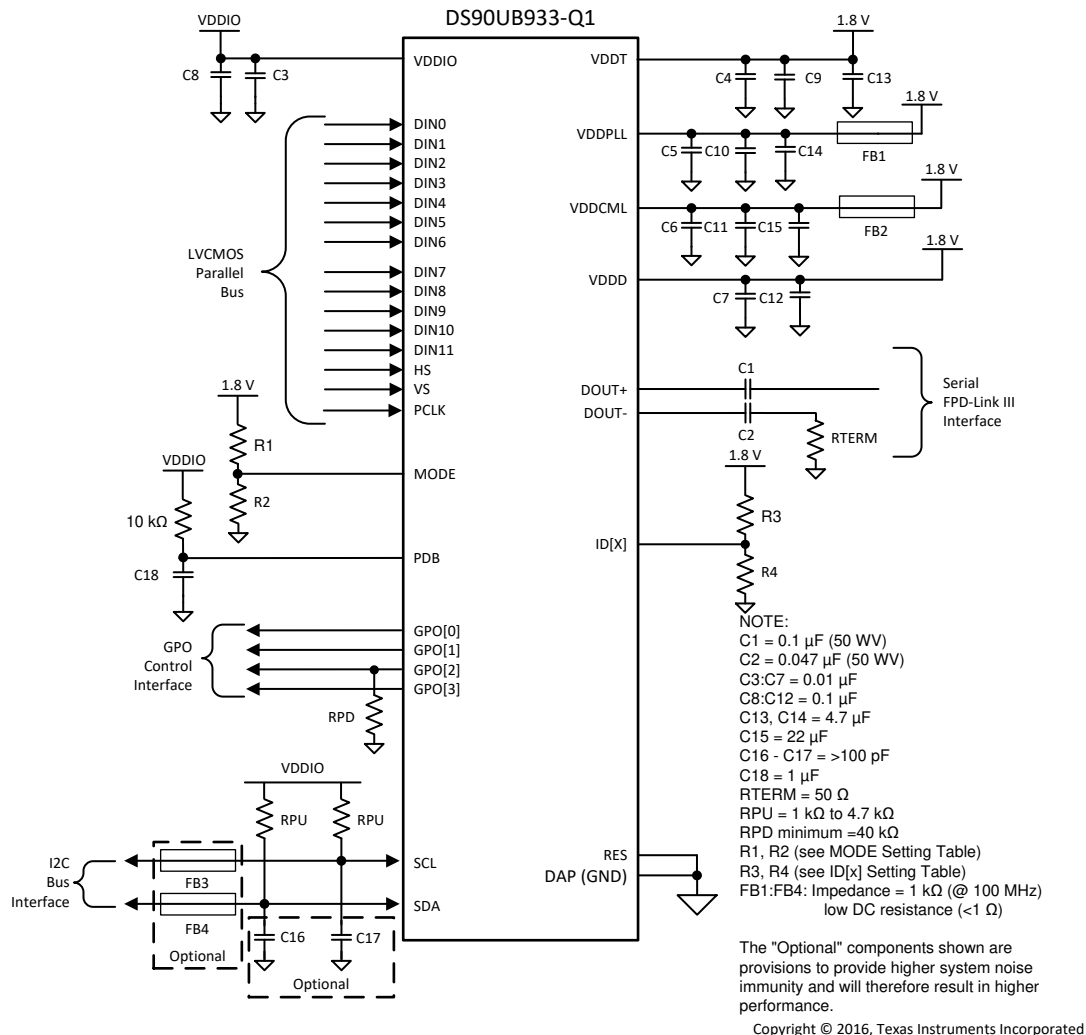 DS90UB933-Q1
VDDIO
C8
C3
VDDIO
DIN0
DIN1
DIN2
DIN3
DIN4
DIN5
DIN6
DIN7
DIN8
DIN9
DIN10
DIN11
HS
VS
PCLK
LVCMOS
Parallel
Bus
1.8 V
R1
R2
MODE
VDDIO
10 kΩ
C18
PDB
GPO[0]
GPO[1]
GPO[2]
GPO[3]
GPO
Control
Interface
RPD
VDDIO
RPU
RPU
I2C
Bus
Interface
FB3
FB4
Optional
SCL
SDA
C16
C17
Optional
VDDT
1.8 V
C4
C9
C13
VDDPLL
1.8 V
C5
C10
C14
FB1
VDDCML
1.8 V
C6
C11
C15
FB2
VDDD
1.8 V
C7
C12
DOUT+
DOUT-
C1
C2
RTERM
Serial
FPD-Link III
Interface
1.8 V
R3
R4
ID[X]
RES
DAP (GND)
NOTE:
C1 = 0.1 µF (50 WV)
C2 = 0.047 µF (50 WV)
C3:C7 = 0.01 µF
C8:C12 = 0.1 µF
C13, C14 = 4.7 µF
C15 = 22 µF
C16 - C17 = >100 pF
C18 = 1 µF
RTERM = 50 Ω
RPU = 1 kΩ to 4.7 kΩ
RPD minimum =40 kΩ
R1, R2 (see MODE Setting Table)
R3, R4 (see ID[x] Setting Table)
FB1:FB4: Impedance = 1 kΩ (@ 100 MHz)
low DC resistance (<1 Ω)
The "Optional" components shown are
provisions to provide higher system noise
immunity and will therefore result in higher
performance.
Copyright © 2016, Texas Instruments Incorporated